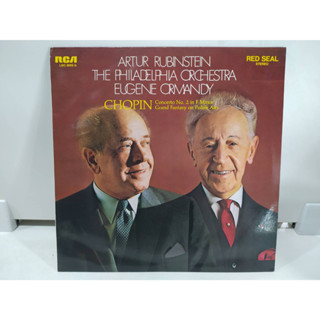 RCA
RED SEAL
STEREO
ARTUR RUBINSTEIN
THE PHILADELPHIA ORCHESTRA
EUGENE ORMANDY
CHOPIN Concerto No. 2 in F Minor
Grand Fantasy on Polish Airs